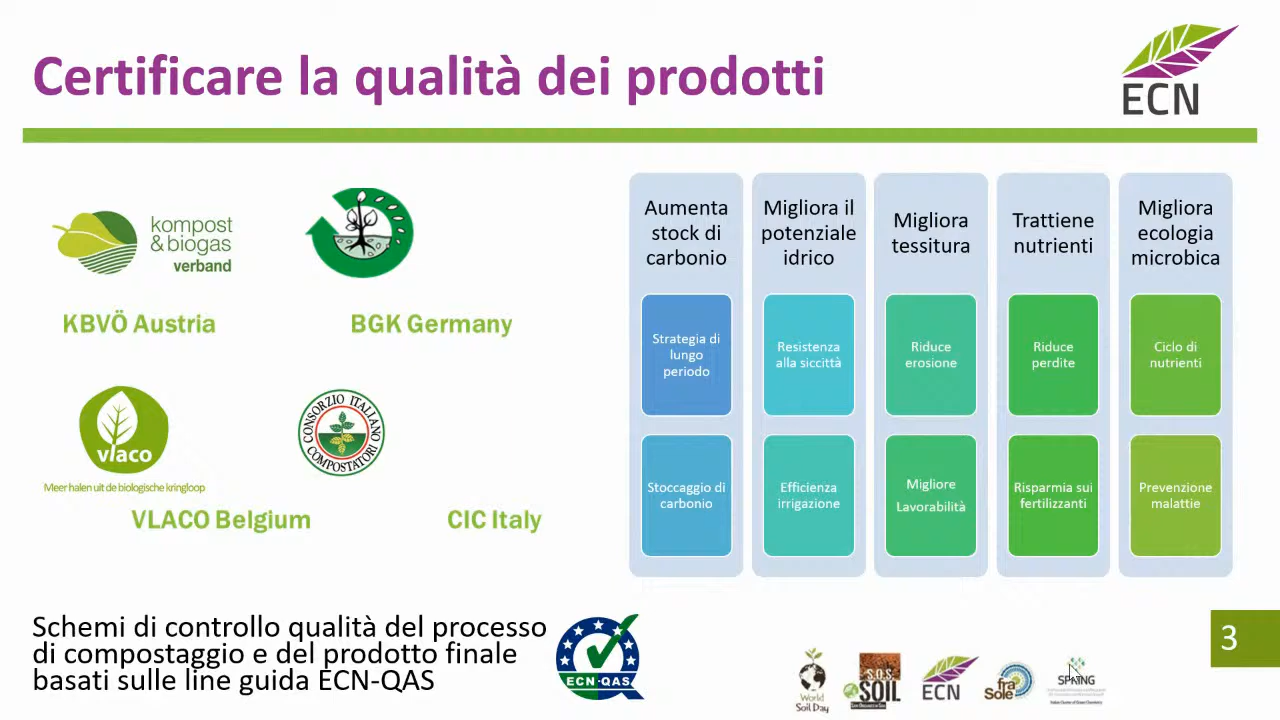 Certificare la qualità dei prodotti
ECN
kompost
& biogas
verband
KBVÖ Austria
BGK Germany
vlaco
Meer halen uit de biologische kringloop
VLACO Belgium
CONSORZIO ITALIANO
COMPOSTATORI
CIC Italy
Aumenta
stock di
carbonio
Strategia di
lungo
periodo
Stoccaggio di
carbonio
Migliora il
potenziale
idrico
Resistenza
alla siccità
Efficienza
irrigazione
Migliora
tessitura
Riduce
erosione
Migliore
Lavorabilità
Trattiene
nutrienti
Riduce
perdite
Risparmia sui
fertilizzanti
Migliora
ecologia
microbica
Ciclo di
nutrienti
Prevenzione
malattie
Schemi di controllo qualità del processo
di compostaggio e del prodotto finale
basati sulle line guida ECN-QAS
ECN-QAS
World
Soil Day
S.O.S
SOIL
ECN
fra
Sole
SPRING
3